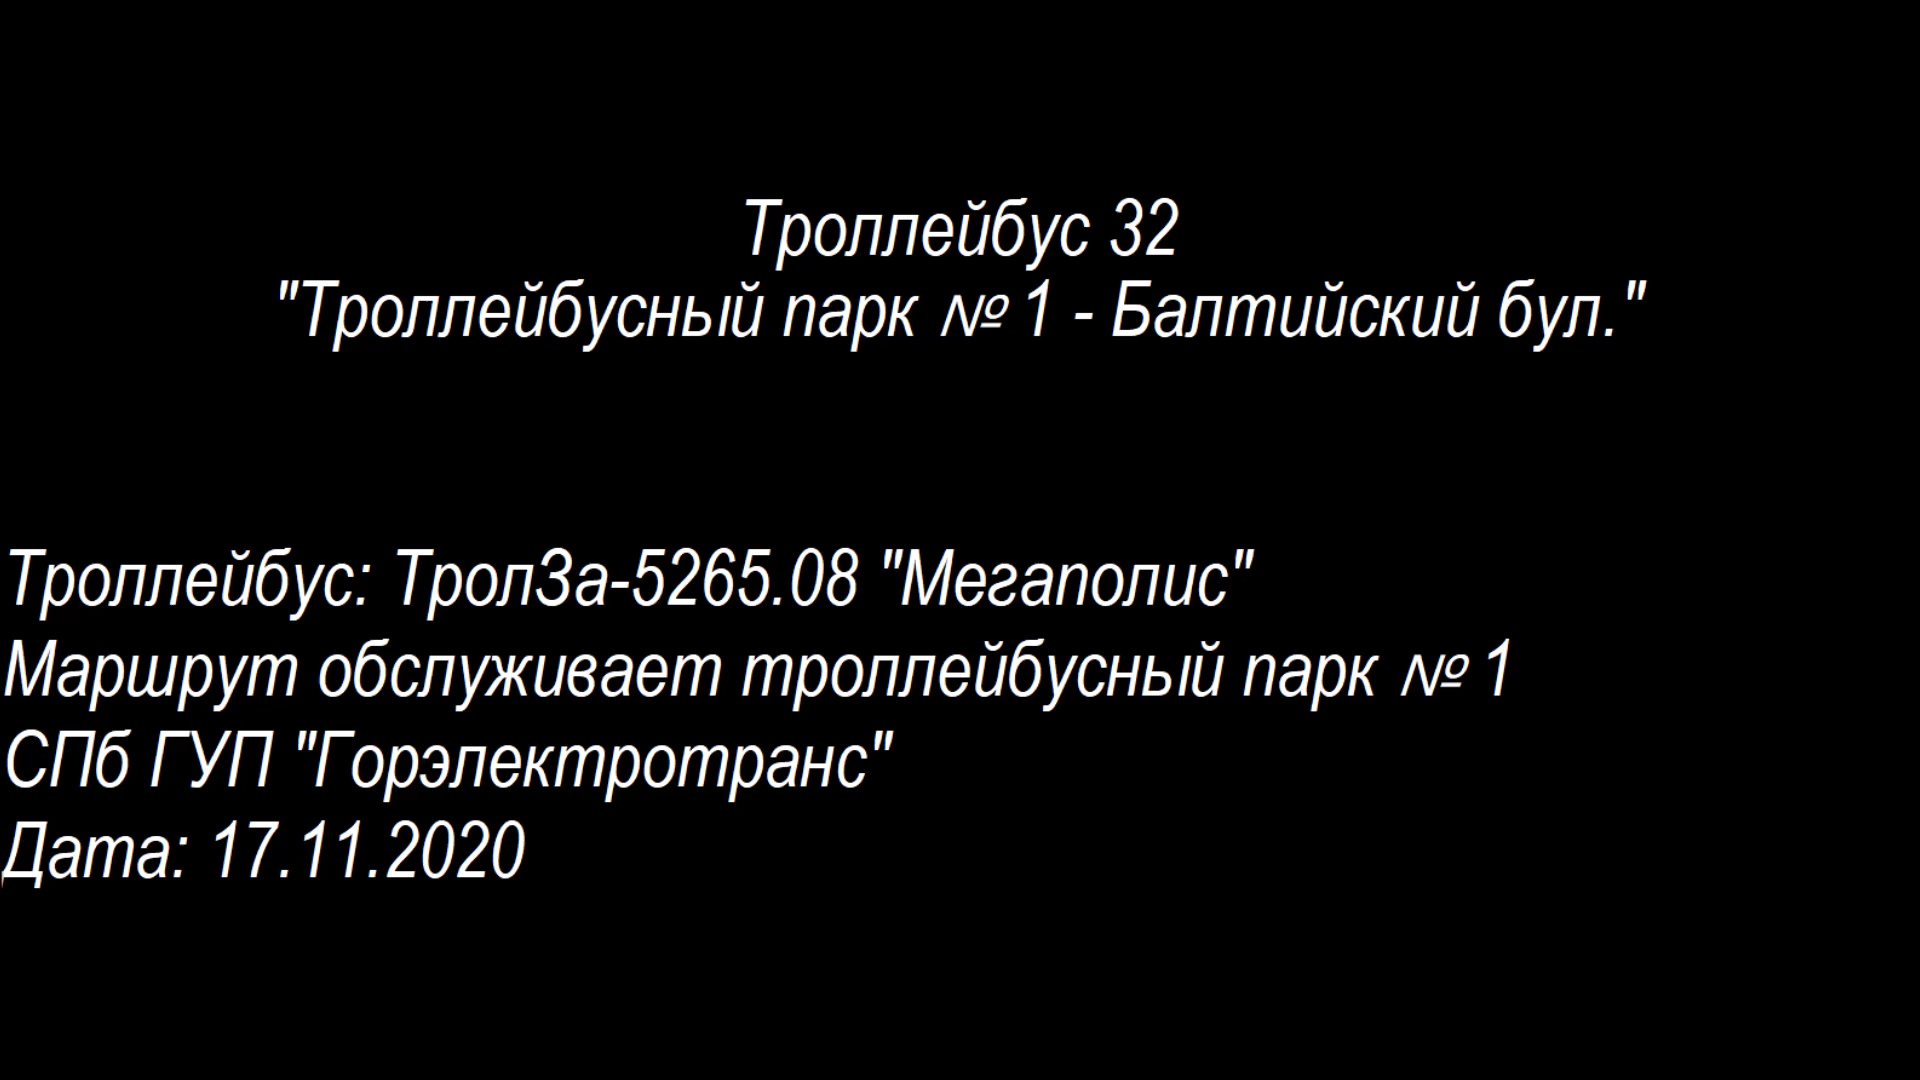 Троллейбус 32
"Троллейбусный парк № 1 - Балтийский бул."
Троллейбус: ТролЗа-5265.08 "Мегаполис"
Маршрут обслуживает троллейбусный парк № 1
СПб ГУП "Горэлектротранс"
Дата: 17.11.2020